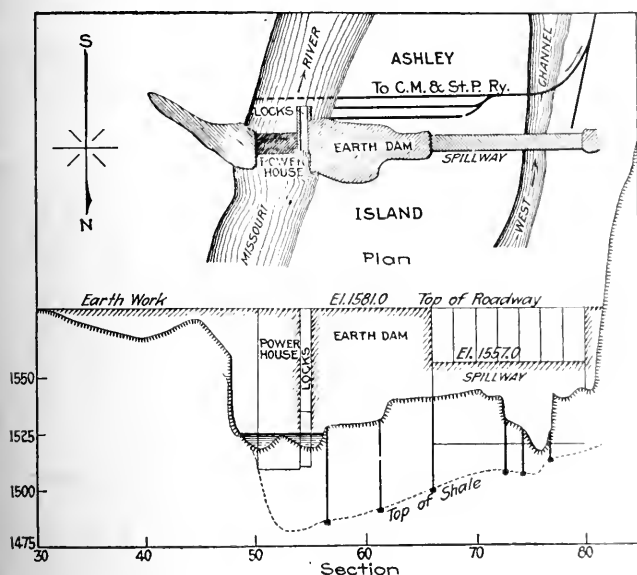 S
N
RIVER
ASHLEY
To C.M. & St.P. Ry.
CHANNEL
LOCKS
POWER
HOUSE
EARTH DAM
SPILLWAY
MISSOURI
ISLAND
WEST
Plan
Earth Work
El. 1581.0
Top of Roadway
POWER
HOUSE
LOCKS
EARTH DAM
El. 1557.0
SPILLWAY
1550
1525
1500
1475
Top of Shale
30 40 50 60 70 80
Section